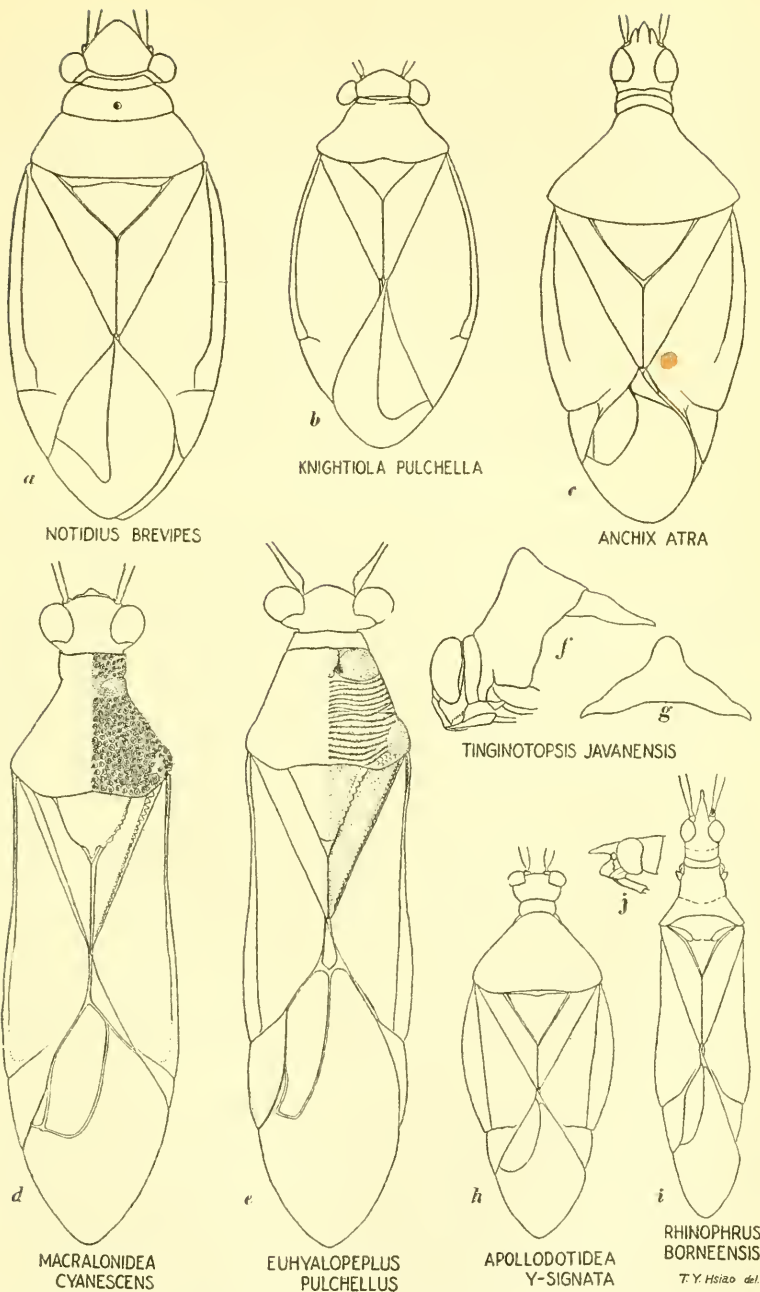 a
NOTIDIUS BREVIPES
b
KNIGHTIOLA PULCHELLA
c
ANCHIX ATRA
d
MACRALONIDEA
CYANESCENS
e
EUHYALOPEPLUS
PULCHELLUS
f
g
TINGINOTOPSIS JAVANENSIS
h
APOLLODOTIDEA
Y-SIGNATA
j
i
RHINOPHRUS
BORNEENSIS
T. Y. Hsiao del.